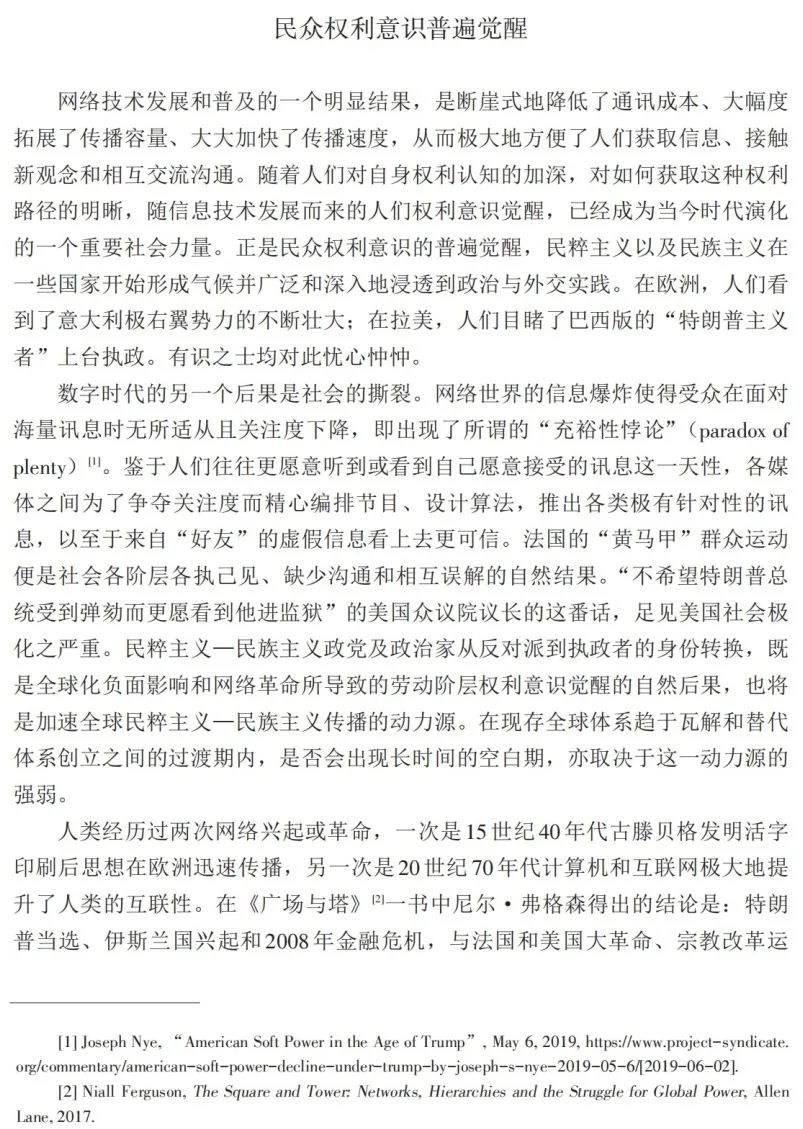 民众权利意识普遍觉醒
网络技术发展和普及的一个明显结果，是断崖式地降低了通讯成本、大幅度
拓展了传播容量、大大加快了传播速度，从而极大地方便了人们获取信息、接触
新观念和相互交流沟通。随着人们对自身权利认知的加深，对如何获取这种权利
路径的明晰，随信息技术发展而来的人们权利意识觉醒，已经成为当今时代演化
的一个重要社会力量。正是民众权利意识的普遍觉醒，民粹主义以及民族主义在
一些国家开始形成气候并广泛和深入地浸透到政治与外交实践。在欧洲，人们看
到了意大利极右翼势力的不断壮大；在拉美，人们目睹了巴西版的“特朗普主义
者”上台执政。有识之士均对此忧心忡忡。
数字时代的另一个后果是社会的撕裂。网络世界的信息爆炸使得受众在面对
海量讯息时无所适从且关注度下降，即出现了所谓的“充裕性悖论”（paradox of
plenty）[1]。鉴于人们往往更愿意听到或看到自己愿意接受的讯息这一天性，各媒
体之间为了争夺关注度而精心编排节目、设计算法，推出各类极有针对性的讯
息，以至于来自“好友”的虚假信息看上去更可信。法国的“黄马甲”群众运动
便是社会各阶层各执己见、缺少沟通和相互误解的自然结果。“不希望特朗普总
统受到弹劾而更愿看到他进监狱”的美国众议院议长的这番话，足见美国社会极
化之严重。民粹主义—民族主义政党及政治家从反对派到执政者的身份转换，既
是全球化负面影响和网络革命所导致的劳动阶层权利意识觉醒的自然后果，也将
是加速全球民粹主义—民族主义传播的动力源。在现存全球体系趋于瓦解和替代
体系创立之间的过渡期内，是否会出现长时间的空白期，亦取决于这一动力源的
强弱。
人类经历过两次网络兴起或革命，一次是15世纪40年代古滕贝格发明活字
印刷后思想在欧洲迅速传播，另一次是20世纪70年代计算机和互联网极大地提
升了人类的互联性。在《广场与塔》[2]一书中尼尔·弗格森得出的结论是：特朗
普当选、伊斯兰国兴起和2008年金融危机，与法国和美国大革命、宗教改革运
[1] Joseph Nye, “American Soft Power in the Age of Trump”, May 6, 2019, https://www.project-syndicate.
org/commentary/american-soft-power-decline-under-trump-by-joseph-s-nye-2019-05-6/[2019-06-02].
[2] Niall Ferguson, The Square and Tower: Networks, Hierarchies and the Struggle for Global Power, Allen
Lane, 2017.